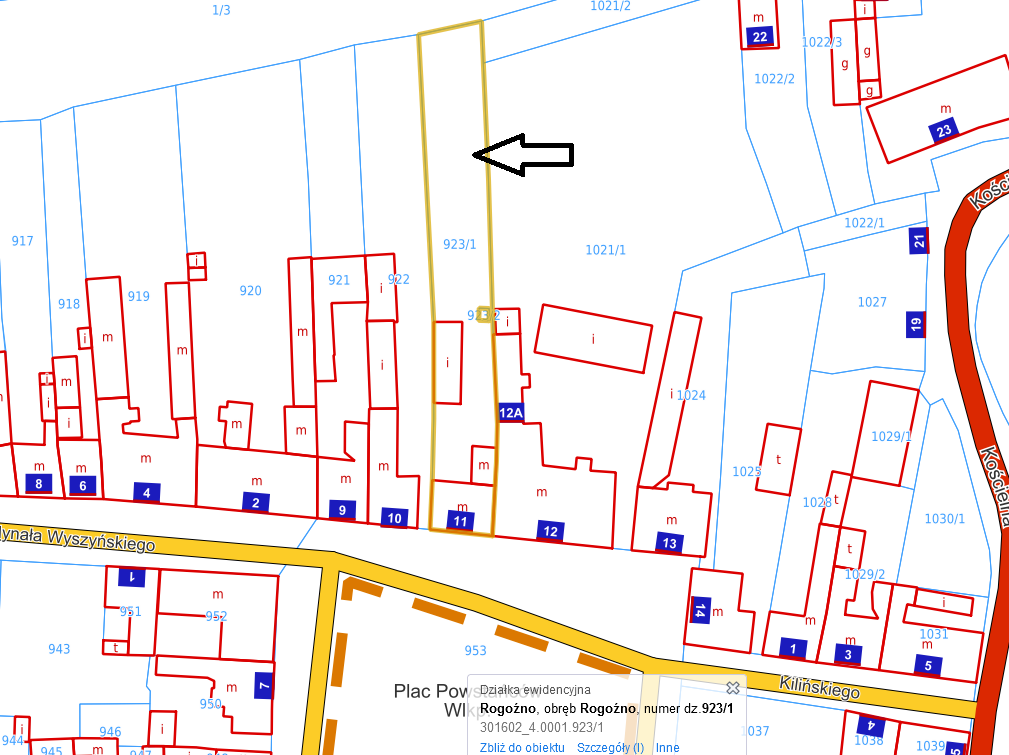 1/3
1021/2
m
22
i
1022/3
g
g
g
1022/2
m
23
Kości
917
923/1
1021/1
1022/1
21
i
918
919
920
921
922
i
1027
19
i
i
m
m
m
i
i
i
1024
12A
i
m
i
i
m
m
m
t
1025
1029/1
Kościelna
m
8
m
6
m
4
m
2
m
9
m
10
m
m
11
m
12
m
13
1028
t
t
1030/1
1029/2
ynała Wyszyńskiego
1
951
m
952
t
943
953
14
m
m
1
m
3
i
1031
m
5
m
7
950
Plac Powstańców
Wlkp.
Kilińskiego
Działka ewidencyjna
Rogoźno, obręb Rogoźno, numer dz.923/1
301602_4.0001.923/1
Zbliż do obiektu Szczegóły (I) Inne
1037
4
1038
1039
i
946
i
944
945
m